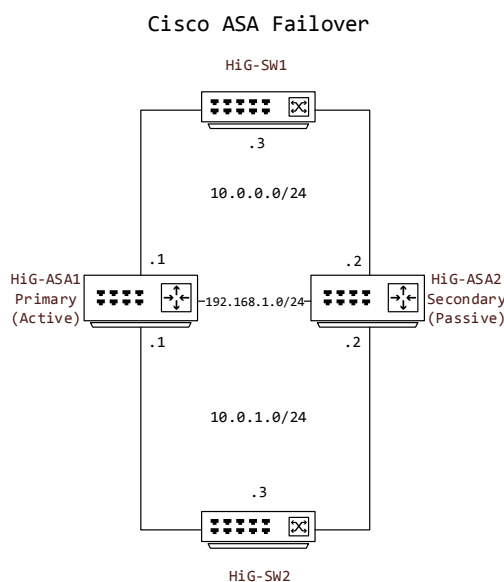 Cisco ASA Failover
HiG-SW1
.3
10.0.0.0/24
.1
.2
HiG-ASA1
Primary
(Active)
192.168.1.0/24
HiG-ASA2
Secondary
(Passive)
.1
.2
10.0.1.0/24
.3
HiG-SW2